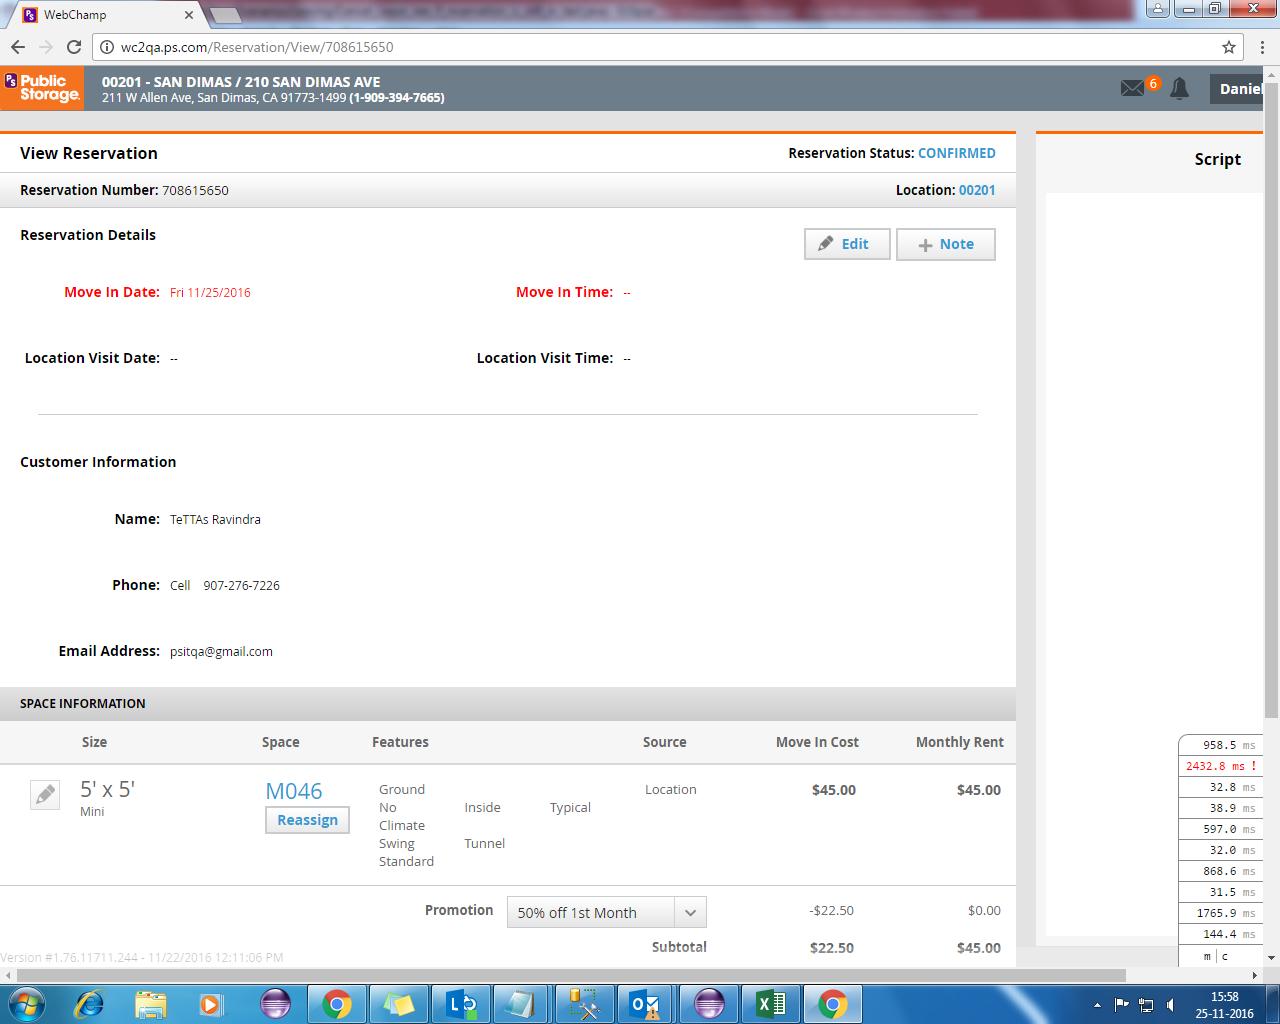 WebChamp
wc2qa.ps.com/Reservation/View/708615650
PS Public Storage.
00201 - SAN DIMAS / 210 SAN DIMAS AVE
211 W Allen Ave, San Dimas, CA 91773-1499 (1-909-394-7665)
6
Daniel
View Reservation
Reservation Status: CONFIRMED
Script
Reservation Number: 708615650
Location: 00201
Reservation Details
Edit
+ Note
Move In Date: Fri 11/25/2016
Move In Time: --
Location Visit Date: --
Location Visit Time: --
Customer Information
Name: TeTTAs Ravindra
Phone: Cell 907-276-7226
Email Address: psitqa@gmail.com
SPACE INFORMATION
Size Space Features Source Move In Cost Monthly Rent
5' x 5'
Mini
M046
Reassign
Ground
No Climate
Inside
Typical
Swing
Tunnel
Standard
Location
$45.00
$45.00
Promotion 50% off 1st Month -$22.50 $0.00
Subtotal $22.50 $45.00
Version #1.76.11711.244 - 11/22/2016 12:11:06 PM
958.5 ms
2432.8 ms !
32.8 ms
38.9 ms
597.0 ms
32.0 ms
868.6 ms
31.5 ms
1765.9 ms
144.4 ms
m | c
15:58
25-11-2016